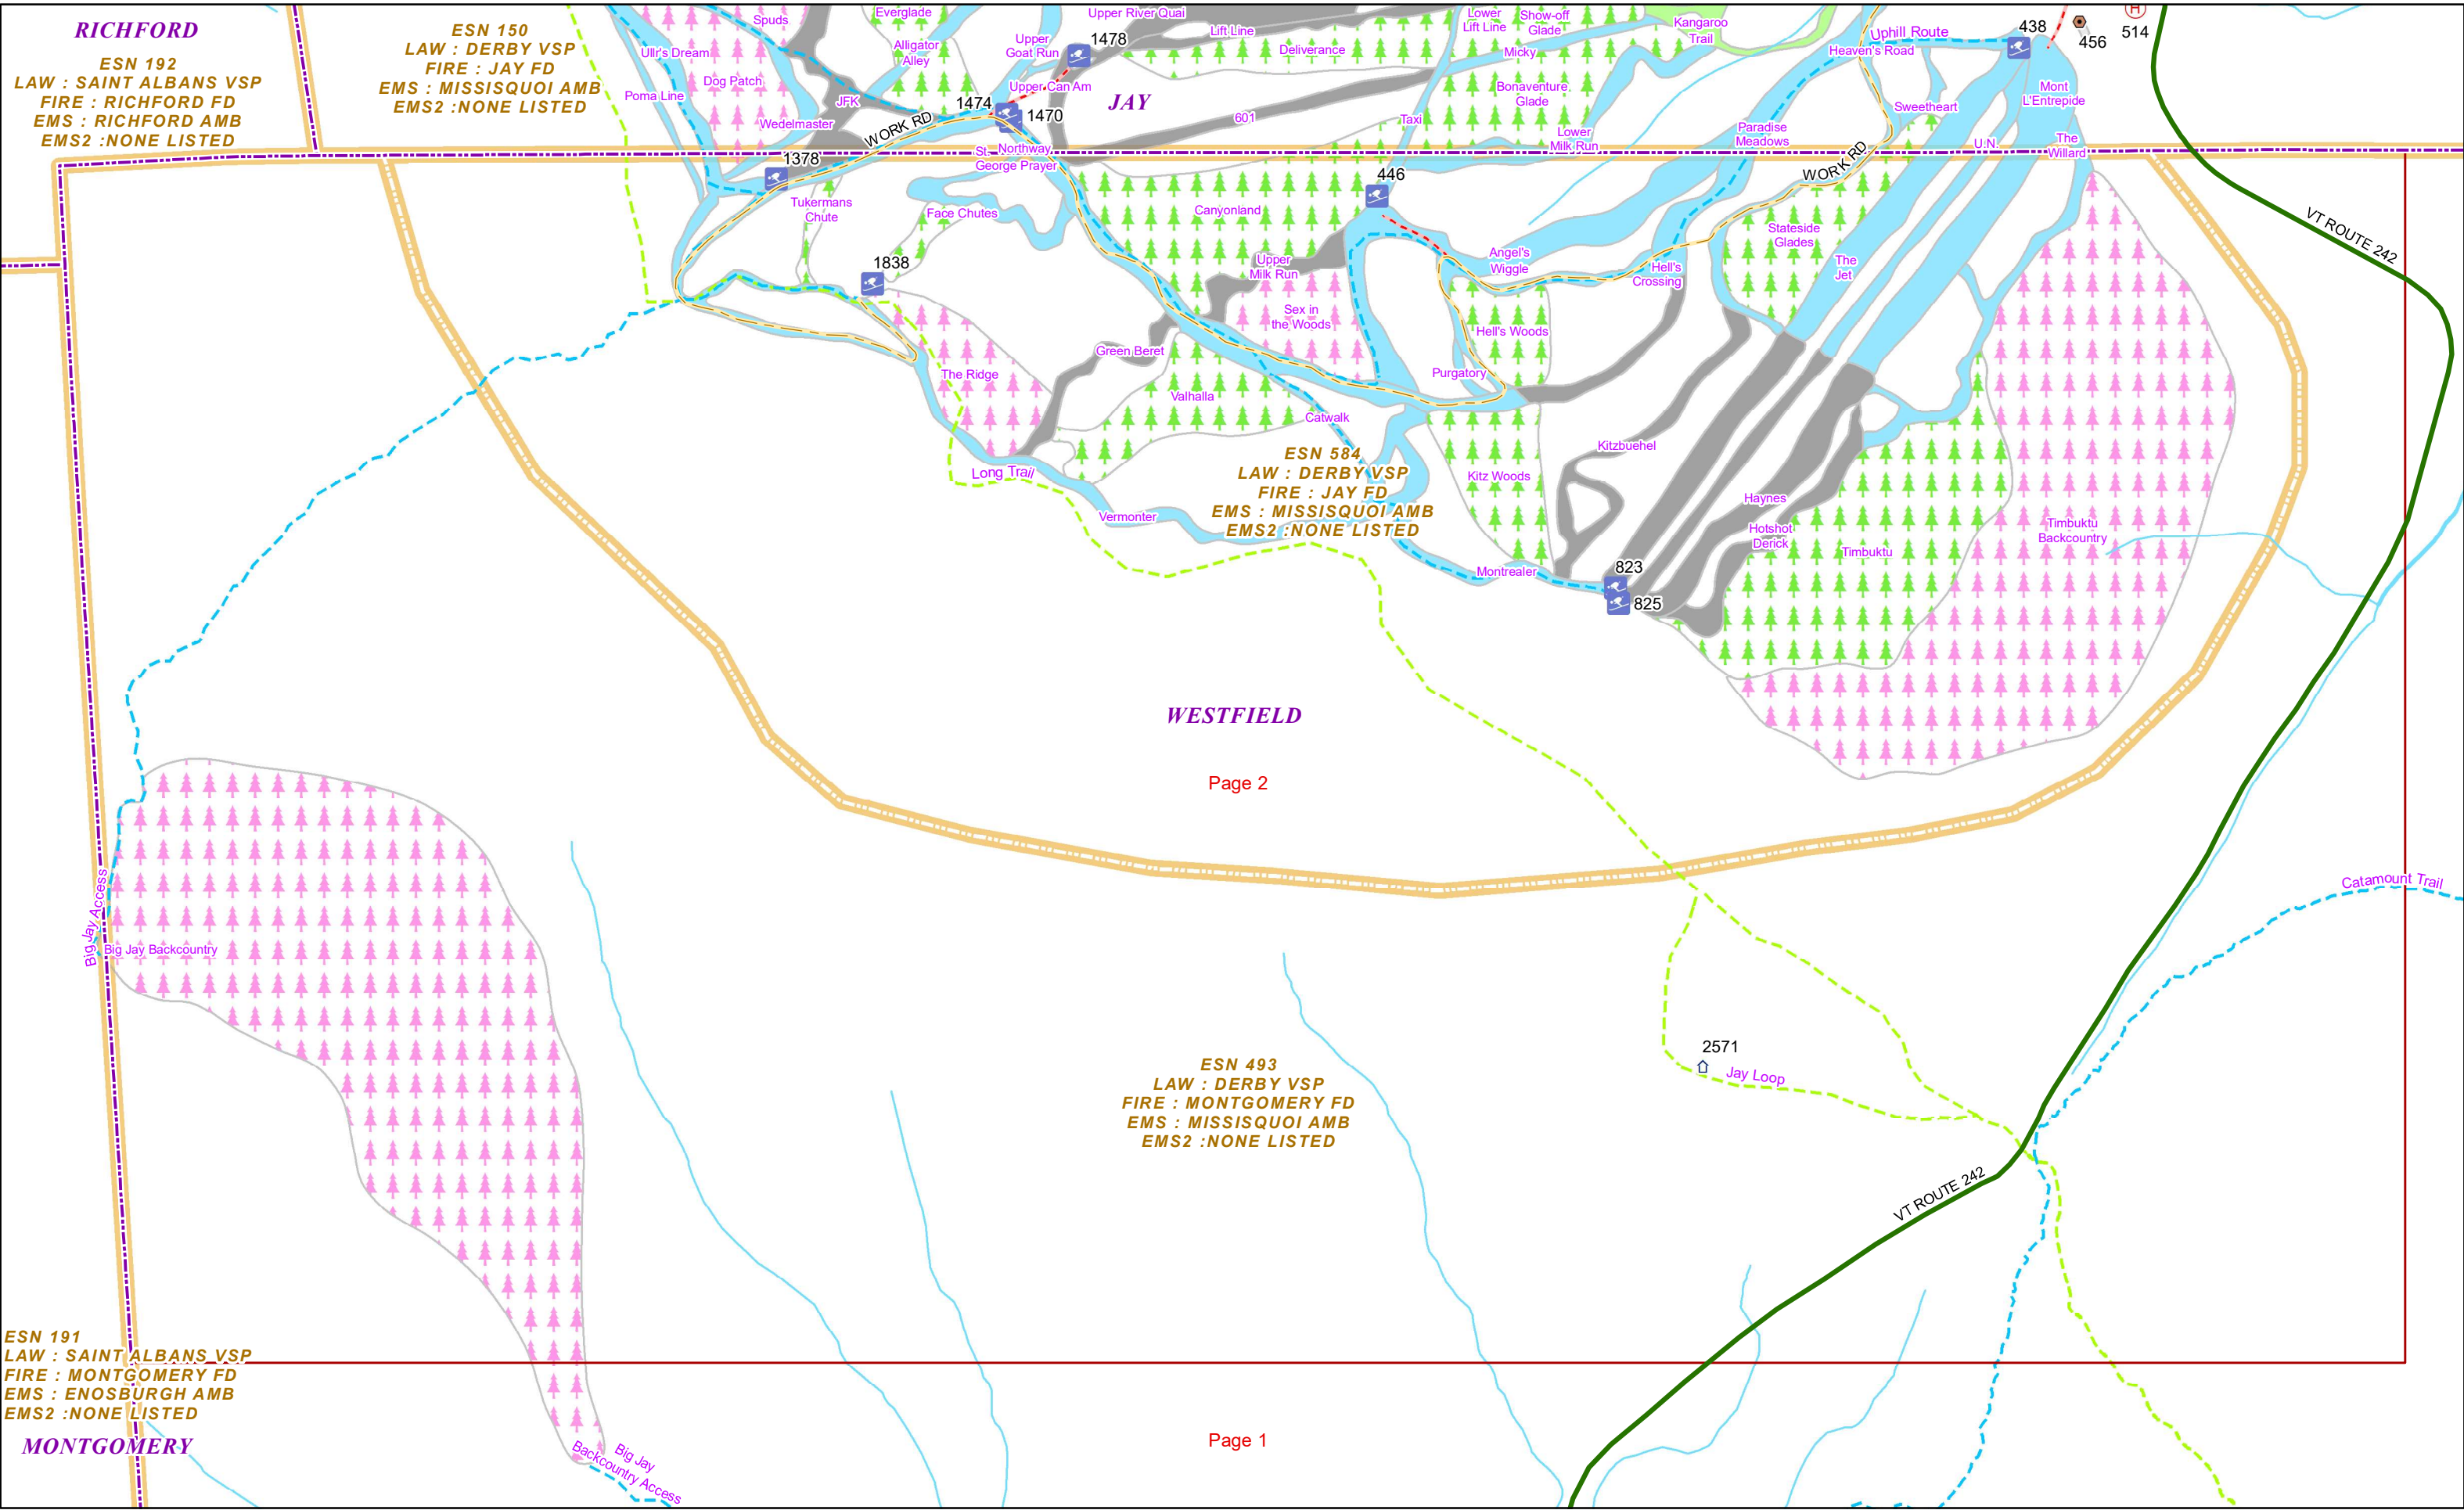 RICHFORD
ESN 192
LAW : SAINT ALBANS VSP
FIRE : RICHFORD FD
EMS : RICHFORD AMB
EMS2 :NONE LISTED
ESN 150
LAW : DERBY VSP
FIRE : JAY FD
EMS : MISSISQUOI AMB
EMS2 :NONE LISTED
Spuds
Ullr's Dream
Dog Patch
Poma Line
JFK
Wedelmaster
Everglade
Alligator
Alley
Upper
Goat Run
Upper River Quai
1478
Lift Line
Deliverance
Upper Can Am
JAY
1474
1470
WORK RD
601
Lower
Lift Line
Show-off
Glade
Micky
Kangaroo
Trail
Bonaventure
Glade
Taxi
Lower
Milk Run
Uphill Route
Heaven's Road
438
456
H
514
Mont
L'Entrepide
Sweetheart
Paradise
Meadows
U.N.
The
Willard
WORK RD
VT ROUTE 242
1378
St.
George Prayer
Northway
Tukermans
Chute
Face Chutes
Canyonland
446
1838
Upper
Milk Run
Angel's
Wiggle
Hell's
Crossing
Stateside
Glades
The
Jet
Sex in
the Woods
Hell's Woods
Green Beret
The Ridge
Purgatory
Valhalla
Catwalk
Long Trail
Vermonter
ESN 584
LAW : DERBY VSP
FIRE : JAY FD
EMS : MISSISQUOI AMB
EMS2 :NONE LISTED
Kitzbuehel
Kitz Woods
Haynes
Hotshot
Derick
Timbuktu
Timbuktu
Backcountry
Montrealer
823
825
WESTFIELD
Page 2
Big Jay Access
Big Jay Backcountry
Catamount Trail
2571
Jay Loop
ESN 493
LAW : DERBY VSP
FIRE : MONTGOMERY FD
EMS : MISSISQUOI AMB
EMS2 :NONE LISTED
VT ROUTE 242
ESN 191
LAW : SAINT ALBANS VSP
FIRE : MONTGOMERY FD
EMS : ENOSBURGH AMB
EMS2 :NONE LISTED
MONTGOMERY
Page 1
Big Jay
Backcountry Access